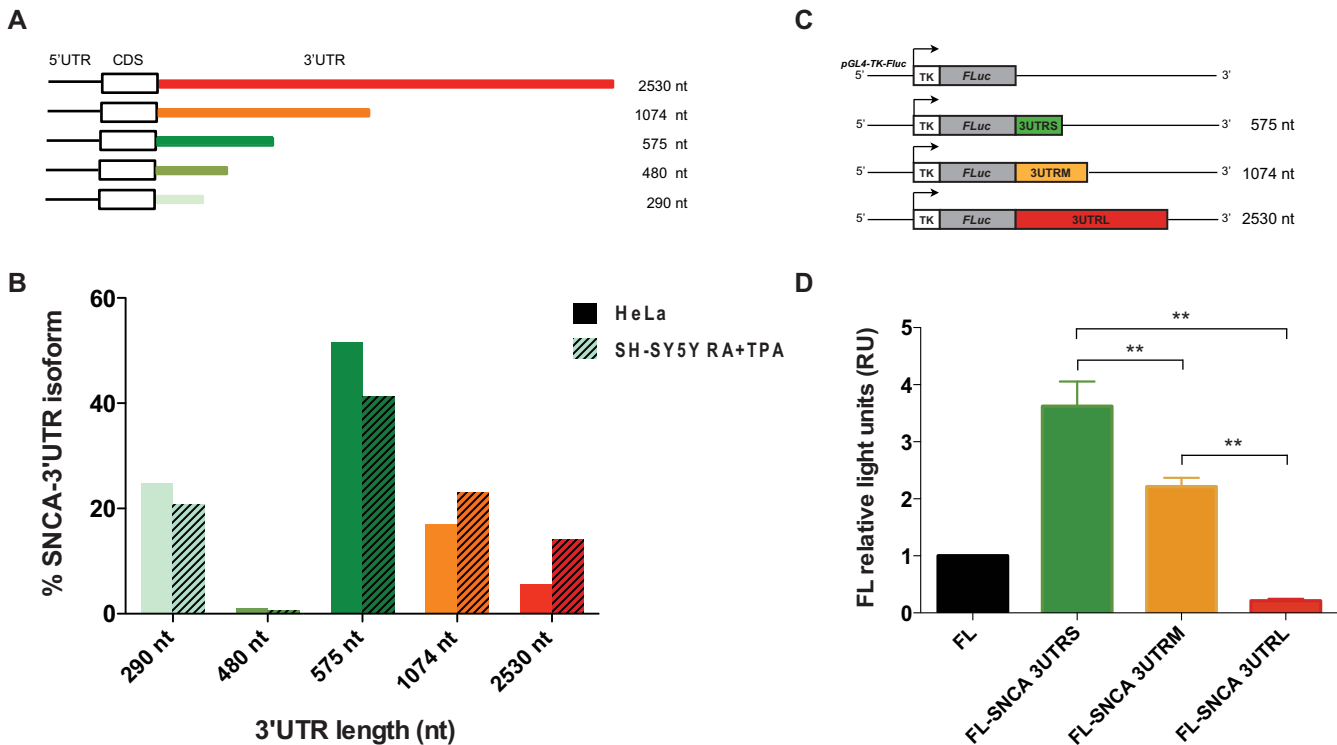 A
5'UTR CDS 3'UTR
2530 nt
1074 nt
575 nt
480 nt
290 nt
C
pGL4-TK-Fluc
5' TK FLuc 3'
5' TK FLuc 3UTRS 3' 575 nt
5' TK FLuc 3UTRM 3' 1074 nt
5' TK FLuc 3UTRL 3' 2530 nt
B
% SNCA-3'UTR isoform
60
40
20
0
HeLa
SH-SY5Y RA+TPA
290 nt
480 nt
575 nt
1074 nt
2530 nt
3'UTR length (nt)
D
FL relative light units (RU)
5
4
3
2
1
0
**
**
**
FL
FL-SNCA 3UTRS
FL-SNCA 3UTRM
FL-SNCA 3UTRL